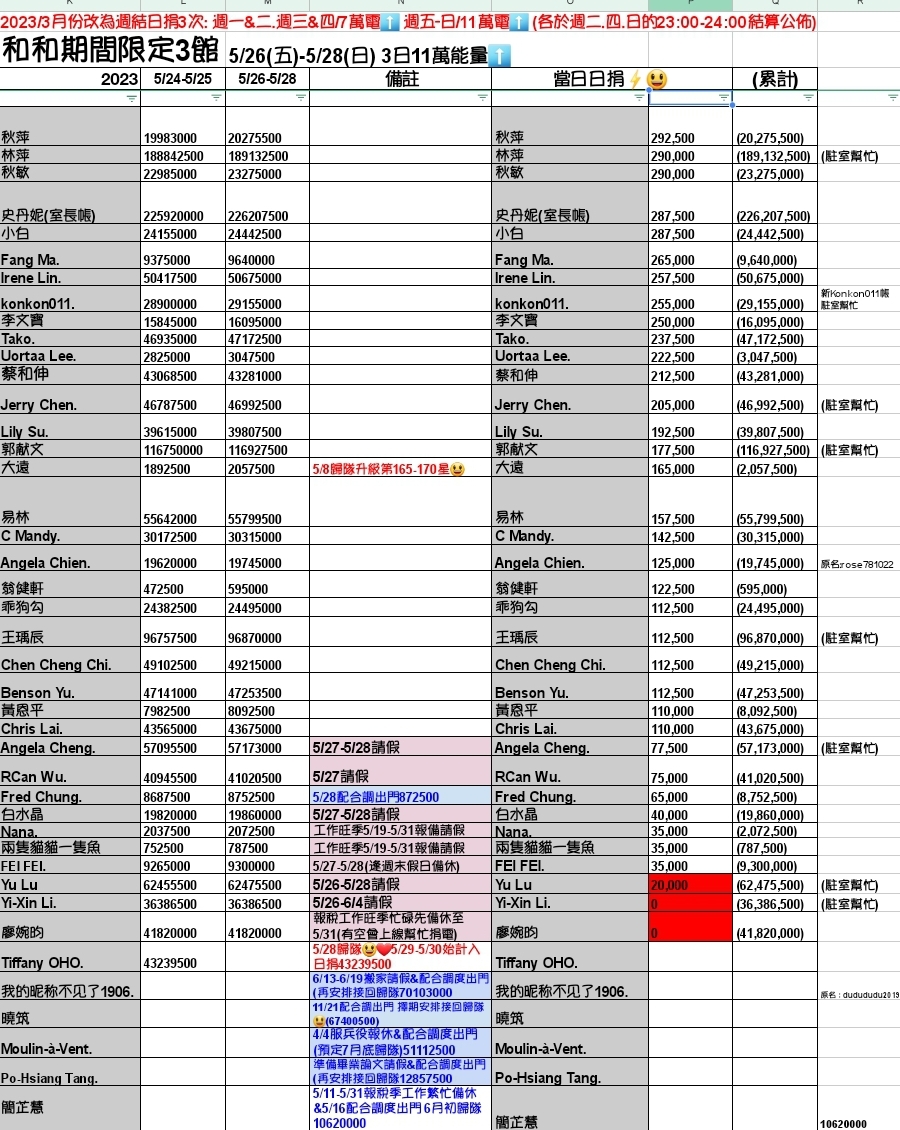 K L M N O P Q R
2023/3月份改為週結日捐3次: 週一&二.週三&四/7萬電⬆️ 週五-日/11萬電⬆️ (各於週二.四.日的23:00-24:00結算公佈)
和和期間限定3館 5/26(五)-5/28(日) 3日11萬能量⬆️
2023 5/24-5/25 5/26-5/28 備註 當日日捐⚡😃 (累計)
秋萍 19983000 20275500 秋萍 292,500 (20,275,500)
林萍 188842500 189132500 林萍 290,000 (189,132,500) (駐室幫忙)
秋敏 22985000 23275000 秋敏 290,000 (23,275,000)
史丹妮(室長帳) 225920000 226207500 史丹妮(室長帳) 287,500 (226,207,500)
小白 24155000 24442500 小白 287,500 (24,442,500)
Fang Ma. 9375000 9640000 Fang Ma. 265,000 (9,640,000)
Irene Lin. 50417500 50675000 Irene Lin. 257,500 (50,675,000)
konkon011. 28900000 29155000 konkon011. 255,000 (29,155,000) 新Konkon011帳
駐室幫忙
李文寶 15845000 16095000 李文寶 250,000 (16,095,000)
Tako. 46935000 47172500 Tako. 237,500 (47,172,500)
Uortaa Lee. 2825000 3047500 Uortaa Lee. 222,500 (3,047,500)
蔡和伸 43068500 43281000 蔡和伸 212,500 (43,281,000)
Jerry Chen. 46787500 46992500 Jerry Chen. 205,000 (46,992,500) (駐室幫忙)
Lily Su. 39615000 39807500 Lily Su. 192,500 (39,807,500)
郭献文 116750000 116927500 郭献文 177,500 (116,927,500) (駐室幫忙)
大遠 1892500 2057500 5/8歸隊升級第165-170星😃 大遠 165,000 (2,057,500)
易林 55642000 55799500 易林 157,500 (55,799,500)
C Mandy. 30172500 30315000 C Mandy. 142,500 (30,315,000)
Angela Chien. 19620000 19745000 Angela Chien. 125,000 (19,745,000) 原名:rose781022
翁健軒 472500 595000 翁健軒 122,500 (595,000)
乖狗勾 24382500 24495000 乖狗勾 112,500 (24,495,000)
王瑀辰 96757500 96870000 王瑀辰 112,500 (96,870,000) (駐室幫忙)
Chen Cheng Chi. 49102500 49215000 Chen Cheng Chi. 112,500 (49,215,000)
Benson Yu. 47141000 47253500 Benson Yu. 112,500 (47,253,500)
黃恩平 7982500 8092500 黃恩平 110,000 (8,092,500)
Chris Lai. 43565000 43675000 Chris Lai. 110,000 (43,675,000)
Angela Cheng. 57095500 57173000 5/27-5/28請假 Angela Cheng. 77,500 (57,173,000) (駐室幫忙)
RCan Wu. 40945500 41020500 5/27請假 RCan Wu. 75,000 (41,020,500)
Fred Chung. 8687500 8752500 5/28配合調出門872500 Fred Chung. 65,000 (8,752,500)
白水晶 19820000 19860000 5/27-5/28請假 白水晶 40,000 (19,860,000)
Nana. 2037500 2072500 工作旺季5/19-5/31報備請假 Nana. 35,000 (2,072,500)
兩隻貓貓一隻魚 752500 787500 工作旺季5/19-5/31報備請假 兩隻貓貓一隻魚 35,000 (787,500)
FEI FEI. 9265000 9300000 5/27-5/28(逢週末假日備休) FEI FEI. 35,000 (9,300,000)
Yu Lu 62455500 62475500 5/26-5/28請假 Yu Lu 20,000 (62,475,500) (駐室幫忙)
Yi-Xin Li. 36386500 36386500 5/26-6/4請假 Yi-Xin Li. 0 (36,386,500) (駐室幫忙)
廖婉昀 41820000 41820000 報稅工作旺季忙碌先備休至
5/31(有空會上線幫忙捐電) 廖婉昀 0 (41,820,000)
Tiffany OHO. 43239500 5/28歸隊😃❤️5/29-5/30始計入
日捐43239500 Tiffany OHO.
我的昵称不见了1906. 6/13-6/19搬家請假&配合調度出門
(再安排接回歸隊70103000 我的昵称不见了1906. 原名：dudududu2019
曉筑 11/21配合調出門 擇期安排接回歸隊
😃(67400500) 曉筑
Moulin-à-Vent. 4/4服兵役報休&配合調度出門
(預定7月底歸隊)51112500 Moulin-à-Vent.
Po-Hsiang Tang. 準備畢業論文請假&配合調度出門
(再安排接回歸隊12857500 Po-Hsiang Tang.
簡芷慧 5/11-5/31報稅季工作繁忙備休
&5/16配合調度出門 6月初歸隊
10620000 簡芷慧 10620000